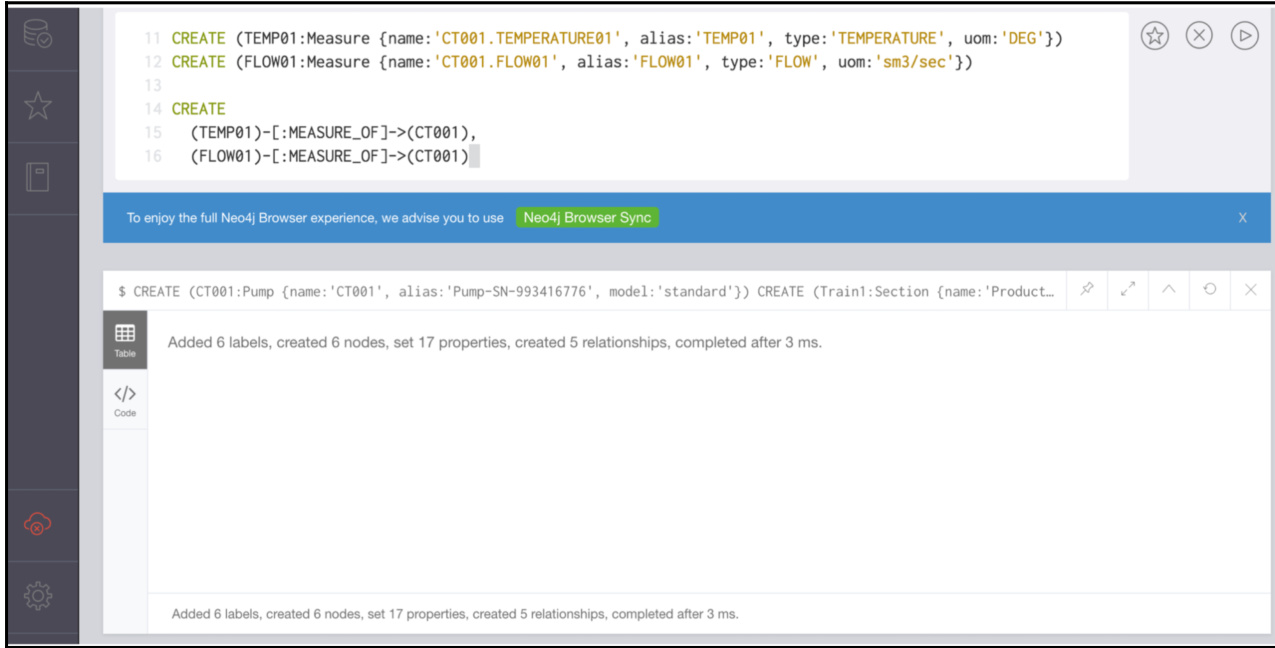 11 CREATE (TEMP01:Measure {name:'CT001.TEMPERATURE01', alias:'TEMP01', type:'TEMPERATURE', uom:'DEG'})
12 CREATE (FLOW01:Measure {name:'CT001.FLOW01', alias:'FLOW01', type:'FLOW', uom:'sm3/sec'})
13
14 CREATE
15 (TEMP01)-[:MEASURE_OF]->(CT001),
16 (FLOW01)-[:MEASURE_OF]->(CT001)
To enjoy the full Neo4j Browser experience, we advise you to use Neo4j Browser Sync X
$ CREATE (CT001:Pump {name:'CT001', alias:'Pump-SN-993416776', model:'standard'}) CREATE (Train1:Section {name:'Product…
Table
Added 6 labels, created 6 nodes, set 17 properties, created 5 relationships, completed after 3 ms.
</>
Code
Added 6 labels, created 6 nodes, set 17 properties, created 5 relationships, completed after 3 ms.